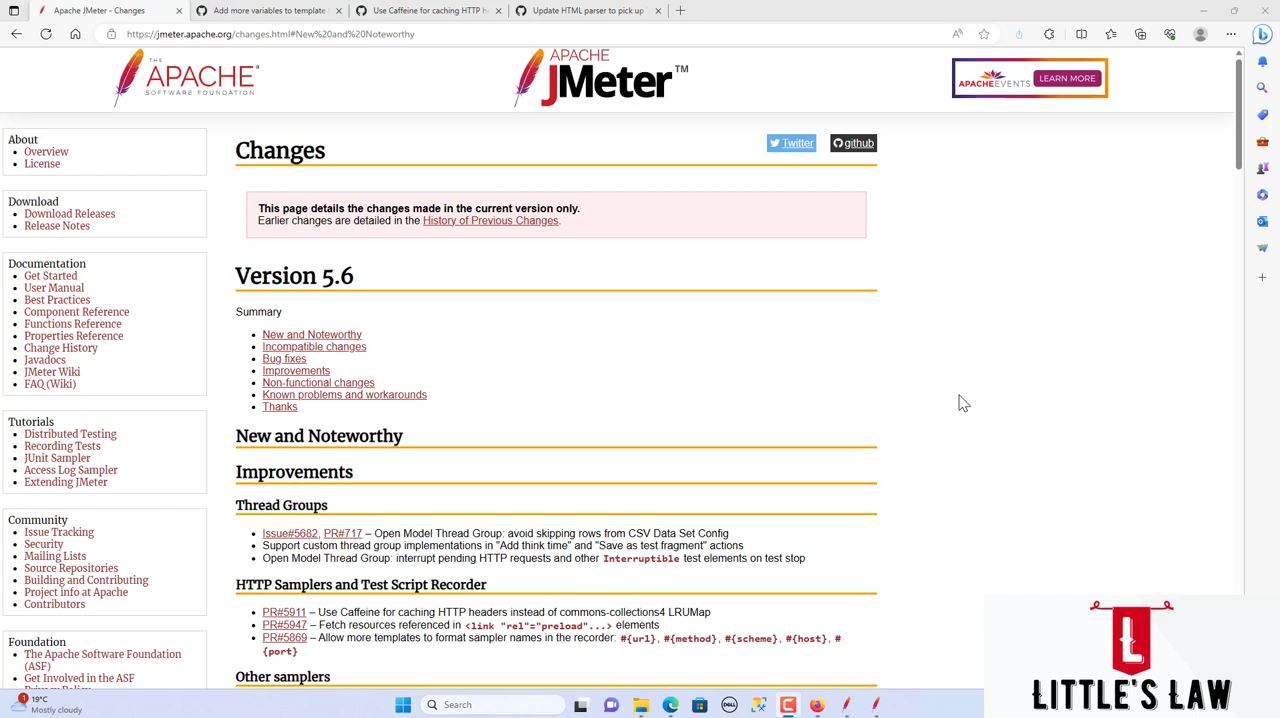 Apache JMeter - Changes
Add more variables to template
Use Caffeine for caching HTTP he
Update HTML parser to pick up
https://jmeter.apache.org/changes.html#New%20and%20Noteworthy
THE
APACHE®
SOFTWARE FOUNDATION
APACHE
JMeter™
APACHEEVENTS LEARN MORE
About
Overview
License
Download
Download Releases
Release Notes
Documentation
Get Started
User Manual
Best Practices
Component Reference
Functions Reference
Properties Reference
Change History
Javadocs
JMeter Wiki
FAQ (Wiki)
Tutorials
Distributed Testing
Recording Tests
JUnit Sampler
Access Log Sampler
Extending JMeter
Community
Issue Tracking
Security
Mailing Lists
Source Repositories
Building and Contributing
Project info at Apache
Contributors
Foundation
The Apache Software Foundation
(ASF)
Get Involved in the ASF
Changes
Twitter
github
This page details the changes made in the current version only.
Earlier changes are detailed in the History of Previous Changes.
Version 5.6
Summary
New and Noteworthy
Incompatible changes
Bug fixes
Improvements
Non-functional changes
Known problems and workarounds
Thanks
New and Noteworthy
Improvements
Thread Groups
Issue#5682, PR#717 – Open Model Thread Group: avoid skipping rows from CSV Data Set Config
Support custom thread group implementations in "Add think time" and "Save as test fragment" actions
Open Model Thread Group: interrupt pending HTTP requests and other Interruptible test elements on test stop
HTTP Samplers and Test Script Recorder
PR#5911 – Use Caffeine for caching HTTP headers instead of commons-collections4 LRUMap
PR#5947 – Fetch resources referenced in <link "rel"="preload"...> elements
PR#5869 – Allow more templates to format sampler names in the recorder: #{url}, #{method}, #{scheme}, #{host}, #
{port}
Other samplers
L
LITTLE'S LAW
1
19°C
Mostly cloudy
Search
DELL